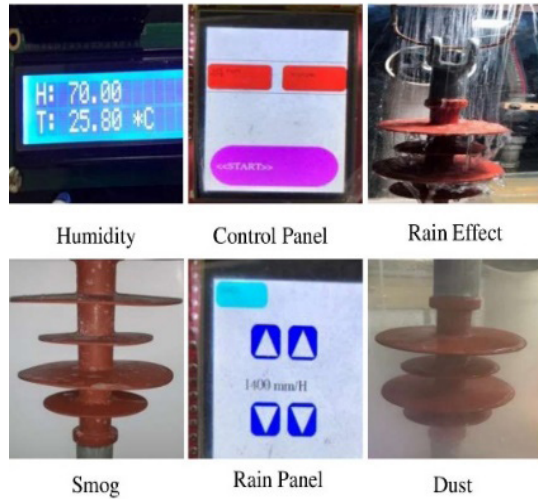 H: 70.00
T: 25.80 *C
<<START>>
Humidity
Control Panel
Rain Effect
1400 mm/H
Smog
Rain Panel
Dust